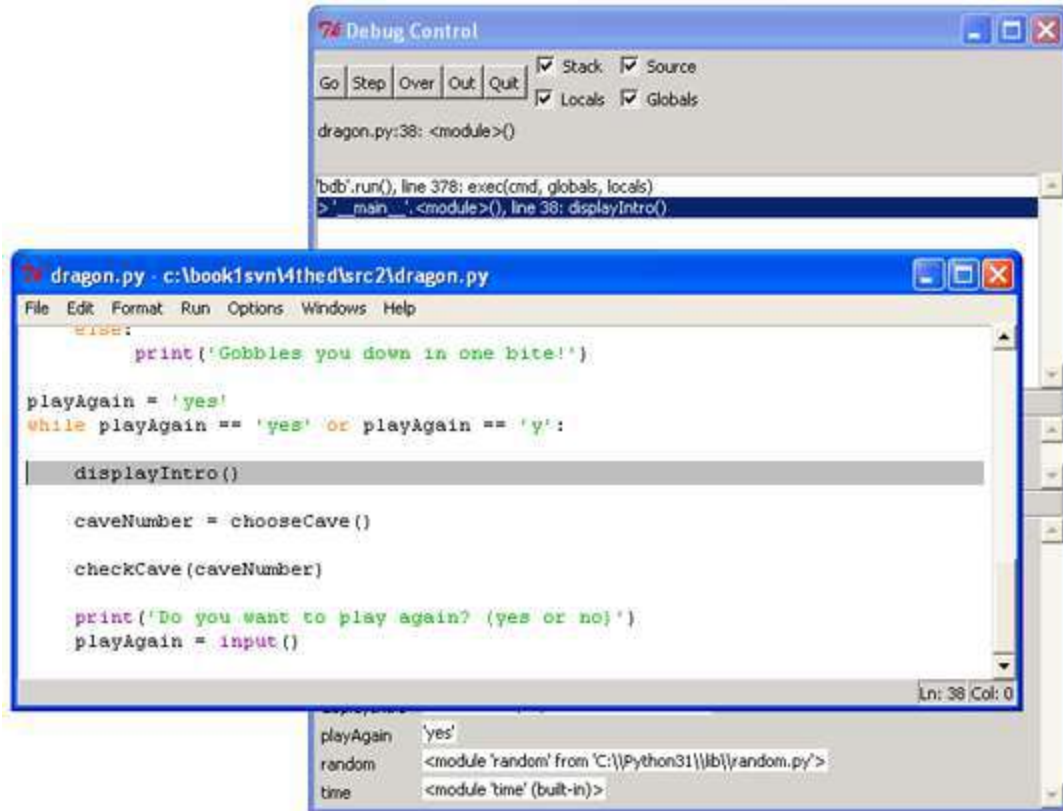 Debug Control
Go Step Over Out Quit
Stack Source
Locals Globals
dragon.py:38: <module>()
'bdb'.run(), line 378: exec(cmd, globals, locals)
> '__main__'.<module>(), line 38: displayIntro()
dragon.py - c:\book1svn\4thed\src2\dragon.py
File Edit Format Run Options Windows Help
else:
print('Gobbles you down in one bite!')
playAgain = 'yes'
while playAgain == 'yes' or playAgain == 'y':
displayIntro()
caveNumber = chooseCave()
checkCave(caveNumber)
print('Do you want to play again? (yes or no)')
playAgain = input()
Ln: 38 Col: 0
playAgain 'yes'
random <module 'random' from 'C:\\Python31\\lib\\random.py'>
time <module 'time' (built-in)>